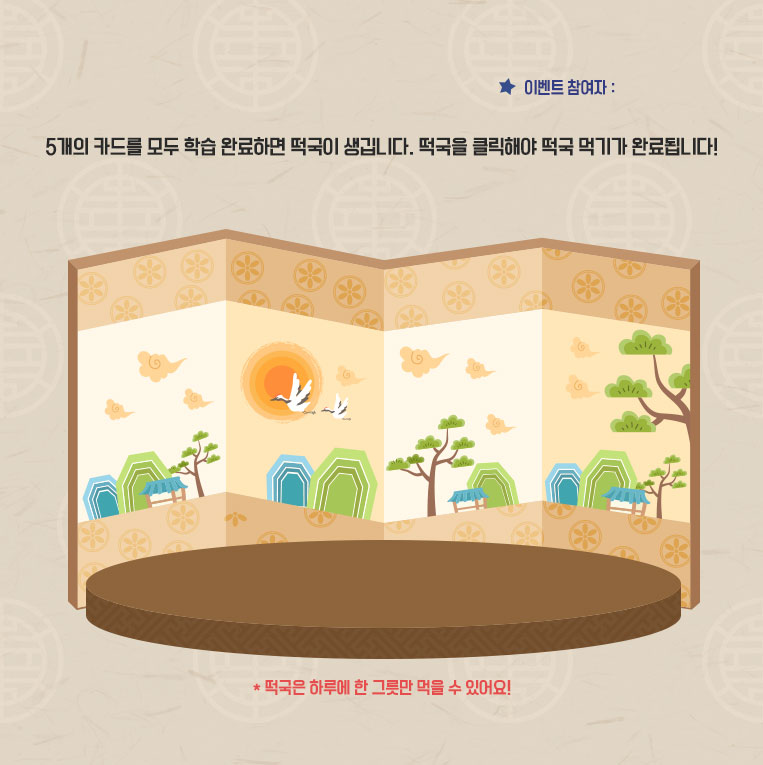 이벤트 참여자 :
5개의 카드를 모두 학습 완료하면 떡국이 생깁니다. 떡국을 클릭해야 떡국 먹기가 완료됩니다!
* 떡국은 하루에 한 그릇만 먹을 수 있어요!